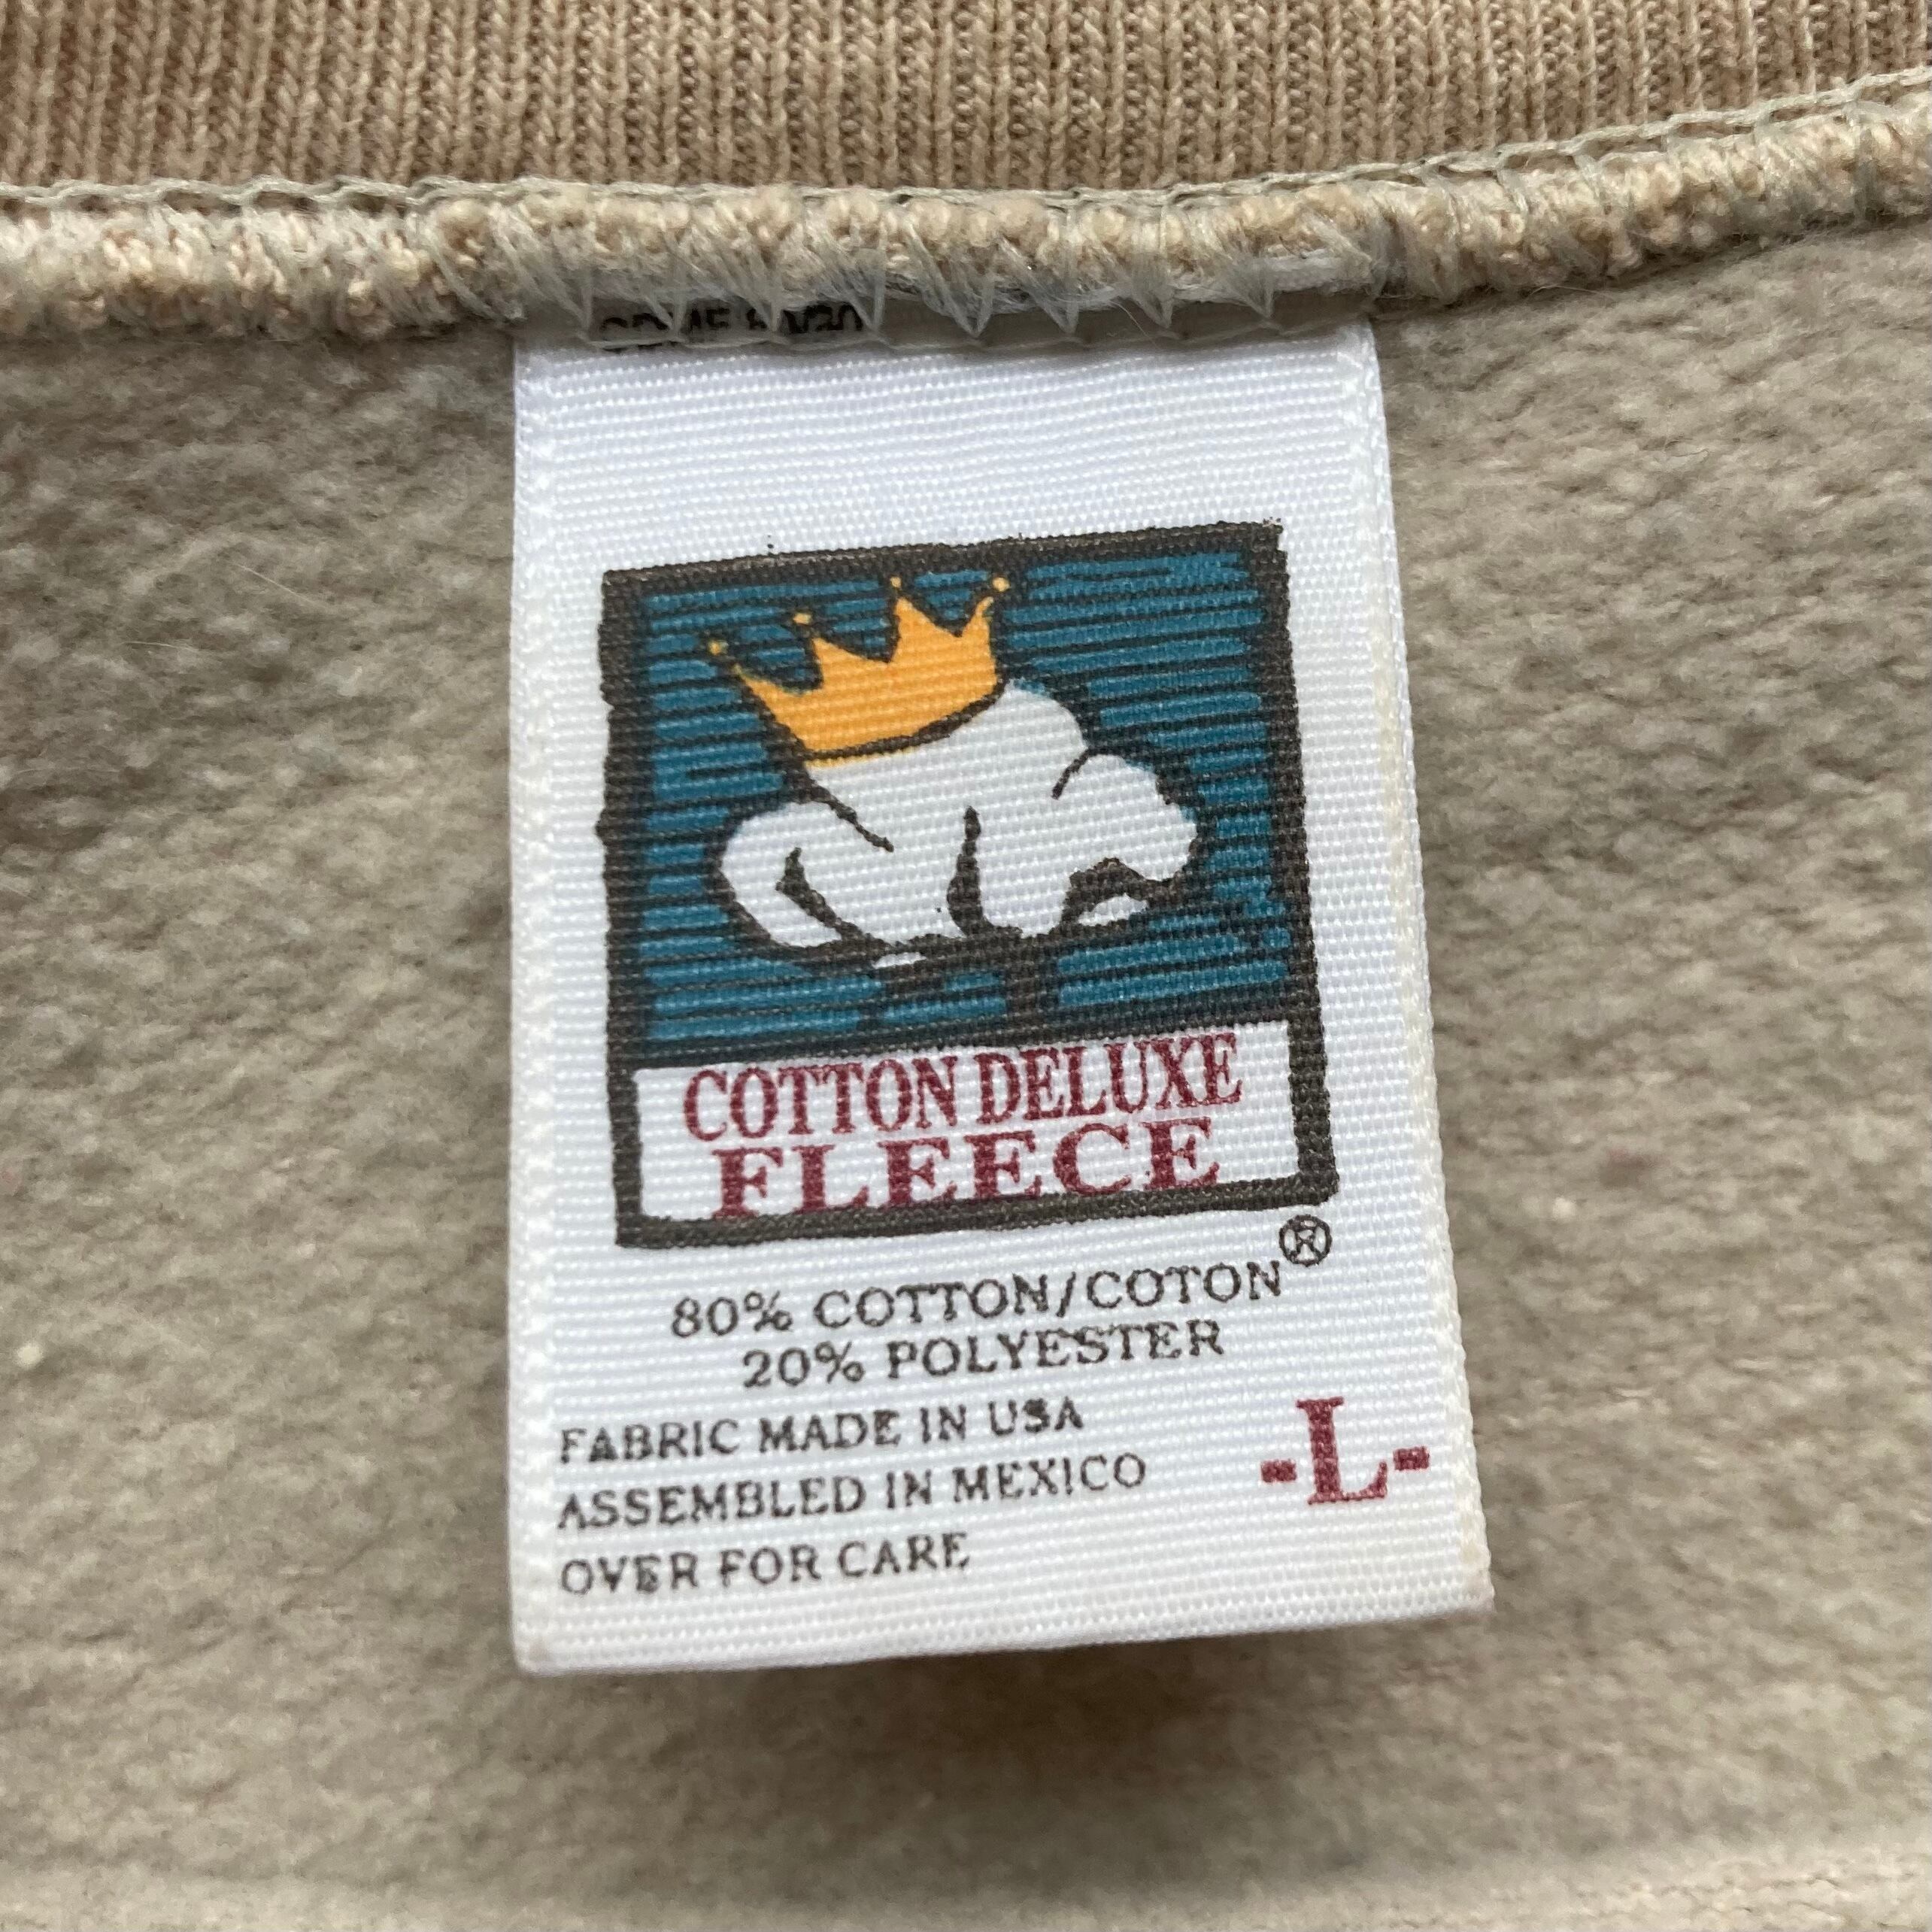 COTTON DELUXE
FLEECE
®
80% COTTON/COTON
20% POLYESTER
FABRIC MADE IN USA
ASSEMBLED IN MEXICO
-L-
OVER FOR CARE